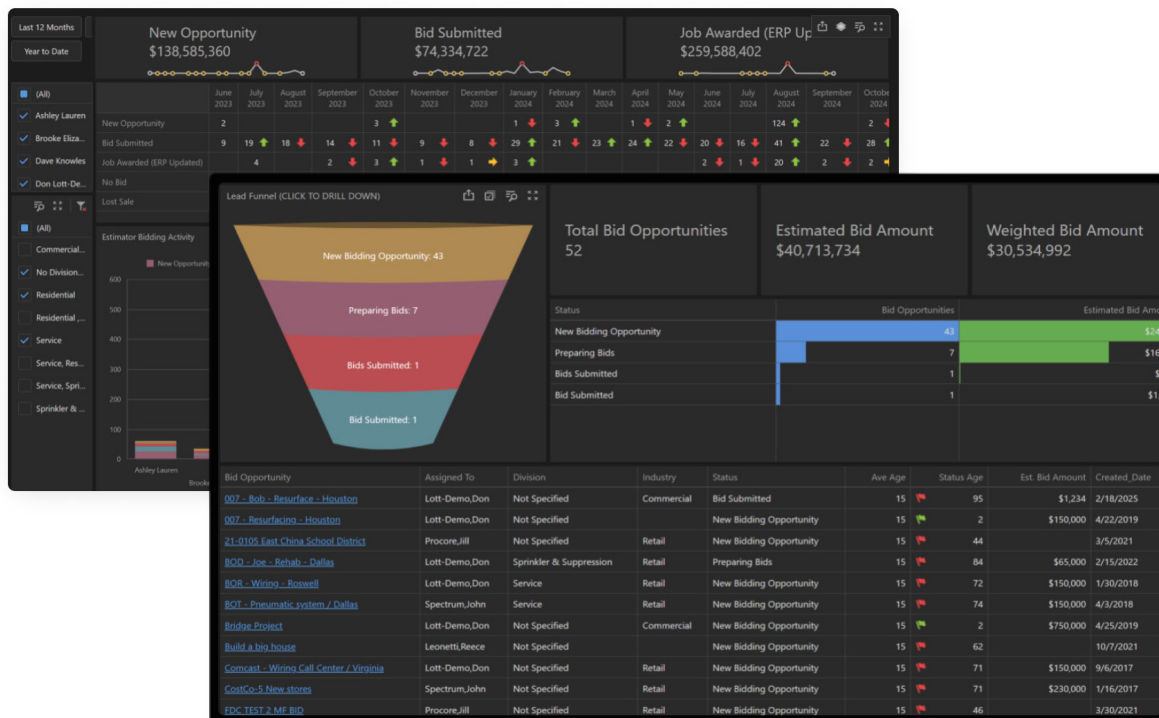 Last 12 Months
Year to Date
New Opportunity
$138,585,360
Bid Submitted
$74,334,722
Job Awarded (ERP Up
$259,588,402
(All)
Ashley Lauren
Brooke Eliza...
Dave Knowles
Don Lott-De...
June 2023 July 2023 August 2023 September 2023 October 2023 November 2023 December 2023 January 2024 February 2024 March 2024 April 2024 May 2024 June 2024 July 2024 August 2024 September 2024 Octobe 2024
New Opportunity 2 3 1 3 1 2 124 2
Bid Submitted 9 19 18 14 11 9 8 29 21 23 24 22 20 16 41 22 28
Job Awarded (ERP Updated) 4 2 3 1 1 3 2 1 20 2 2
No Bid
Lost Sale
(All)
Commercial...
No Division...
Residential
Residential ,...
Service
Service, Res...
Service, Spri...
Sprinkler & ...
Estimator Bidding Activity
New Opportunity
600
500
400
300
200
100
0
Ashley Lauren
Brooke
Lead Funnel (CLICK TO DRILL DOWN)
New Bidding Opportunity: 43
Preparing Bids: 7
Bids Submitted: 1
Bid Submitted: 1
Total Bid Opportunities
52
Estimated Bid Amount
$40,713,734
Weighted Bid Amount
$30,534,992
Status Bid Opportunities Estimated Bid Amo
New Bidding Opportunity 43 $24
Preparing Bids 7 $16
Bids Submitted 1 $
Bid Submitted 1 $1
Bid Opportunity Assigned To Division Industry Status Ave Age Status Age Est. Bid Amount Created_Date
007 - Bob - Resurface - Houston Lott-Demo,Don Not Specified Commercial Bid Submitted 15 95 $1,234 2/18/2025
007 - Resurfacing - Houston Lott-Demo,Don Not Specified New Bidding Opportunity 15 2 $150,000 4/22/2019
21-0105 East China School District Procore,Jill Not Specified Retail New Bidding Opportunity 15 44 3/5/2021
BOD - Joe - Rehab - Dallas Lott-Demo,Don Sprinkler & Suppression Retail Preparing Bids 15 84 $65,000 2/15/2022
BOR - Wiring - Roswell Lott-Demo,Don Service Retail New Bidding Opportunity 15 72 $150,000 1/30/2018
BOT - Pneumatic system / Dallas Spectrum,John Service Retail New Bidding Opportunity 15 74 $150,000 4/3/2018
Bridge Project Lott-Demo,Don Not Specified Commercial New Bidding Opportunity 15 2 $750,000 4/25/2019
Build a big house Leonetti,Reece Not Specified New Bidding Opportunity 15 62 10/7/2021
Comcast - Wiring Call Center / Virginia Lott-Demo,Don Not Specified Retail New Bidding Opportunity 15 71 $150,000 9/6/2017
CostCo-5 New stores Spectrum,John Not Specified Retail New Bidding Opportunity 15 71 $230,000 1/16/2017
FDC TEST 2 MF BID Procore,Jill Not Specified Retail New Bidding Opportunity 15 46 3/30/2021